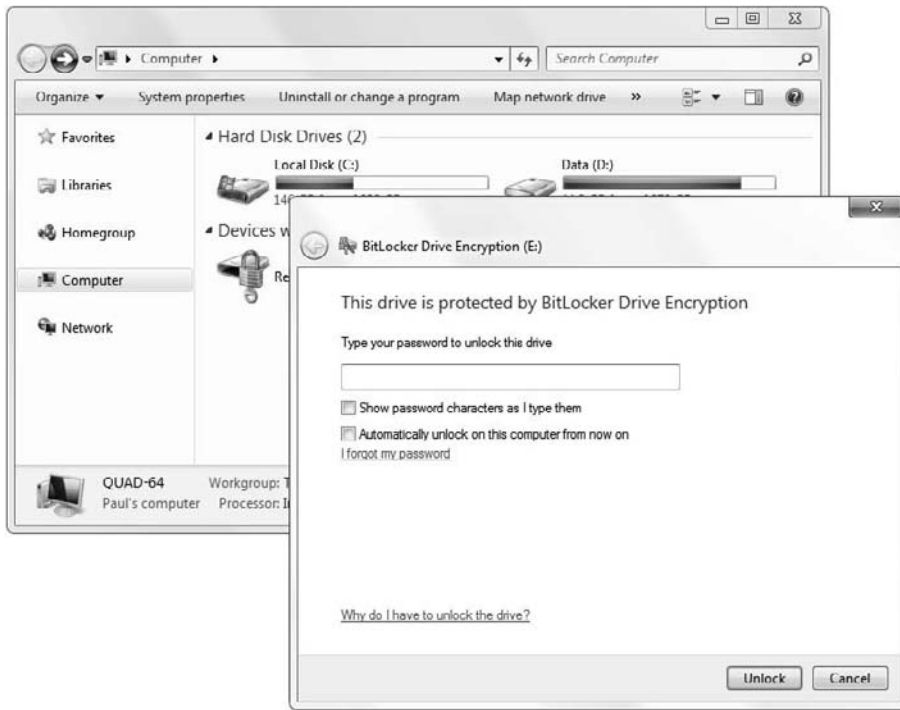 Computer
Search Computer
Organize
System properties
Uninstall or change a program
Map network drive
»
Favorites
Libraries
Homegroup
Computer
Network
Hard Disk Drives (2)
Local Disk (C:)
Data (D:)
Devices w
Re
QUAD-64
Workgroup: T
Paul's computer
Processor: I
BitLocker Drive Encryption (E:)
This drive is protected by BitLocker Drive Encryption
Type your password to unlock this drive
Show password characters as I type them
Automatically unlock on this computer from now on
I forgot my password
Why do I have to unlock the drive?
Unlock
Cancel